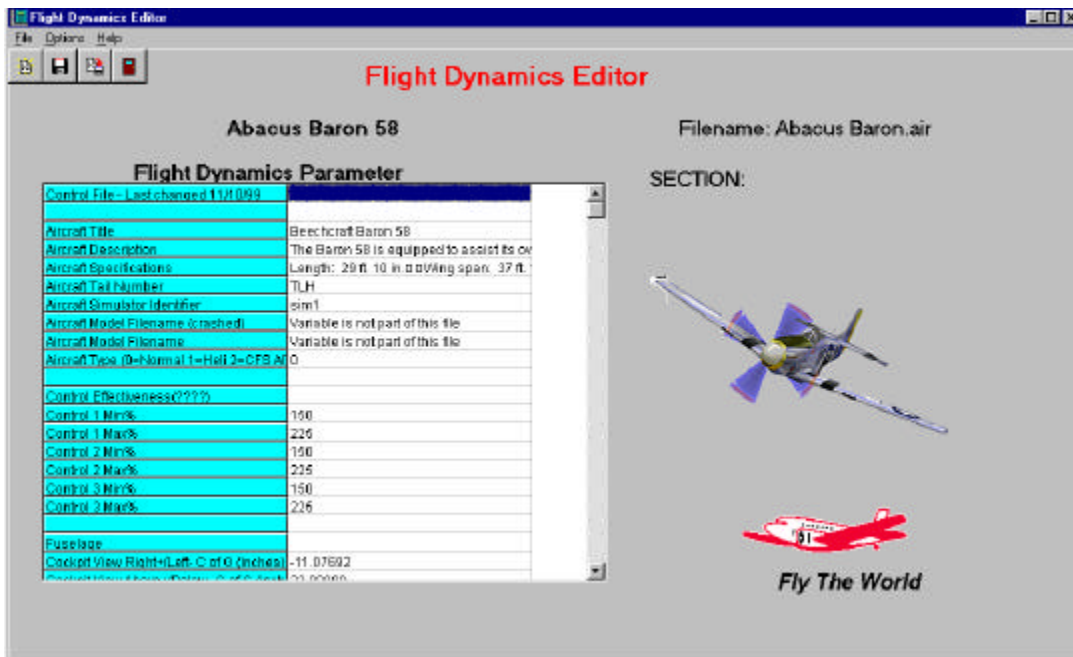 Flight Dynamics Editor
File Options Help
Flight Dynamics Editor
Abacus Baron 58
Filename: Abacus Baron.air
Flight Dynamics Parameter
SECTION:
Control File - Last changed 11/10/99
Aircraft Title Beechcraft Baron 58
Aircraft Description The Baron 58 is equipped to assist its ow
Aircraft Specifications Length: 29 ft. 10 in. Wing span: 37 ft.
Aircraft Tail Number TLH
Aircraft Simulator Identifier sim1
Aircraft Model Filename (crashed) Variable is not part of this file
Aircraft Model Filename Variable is not part of this file
Aircraft Type (0=Normal 1=Heli 2=CFS 0
Control Effectiveness(????)
Control 1 Min% 150
Control 1 Max% 225
Control 2 Min% 150
Control 2 Max% 225
Control 3 Min% 150
Control 3 Max% 225
Fuselage
Cockpit View Right+/Left- C of G (inches) -11.07692
Fly The World